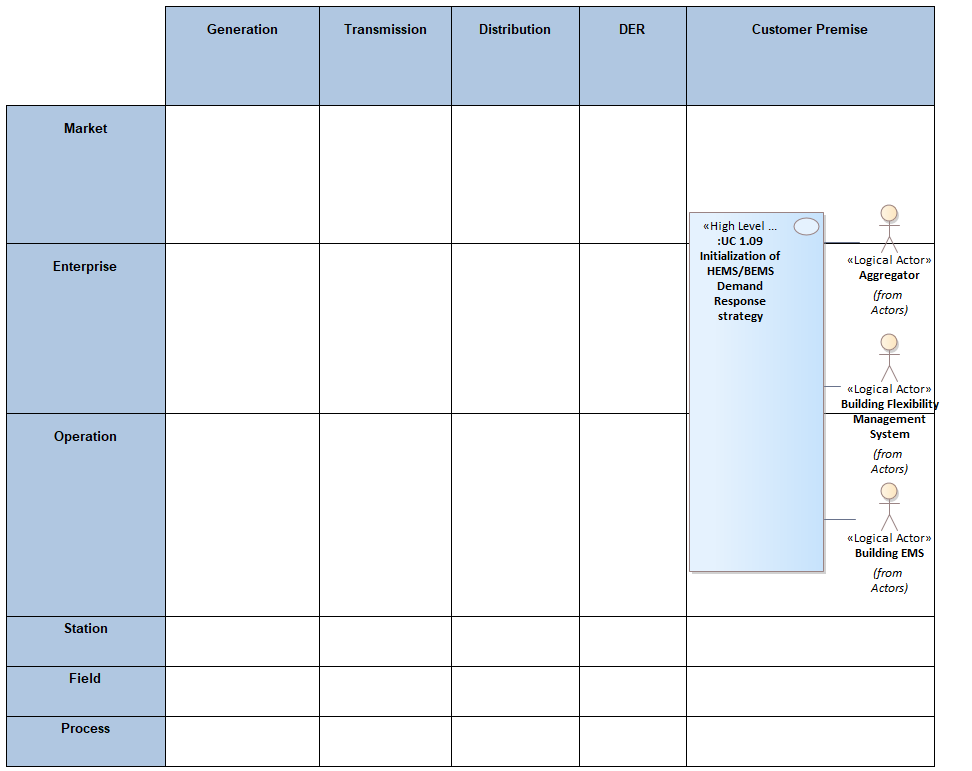 Generation
Transmission
Distribution
DER
Customer Premise
Market
Enterprise
Operation
Station
Field
Process
«High Level ...
:UC 1.09
Initialization of
HEMS/BEMS
Demand
Response
strategy
«Logical Actor»
Aggregator
(from
Actors)
«Logical Actor»
Building Flexibility
Management
System
(from
Actors)
«Logical Actor»
Building EMS
(from
Actors)